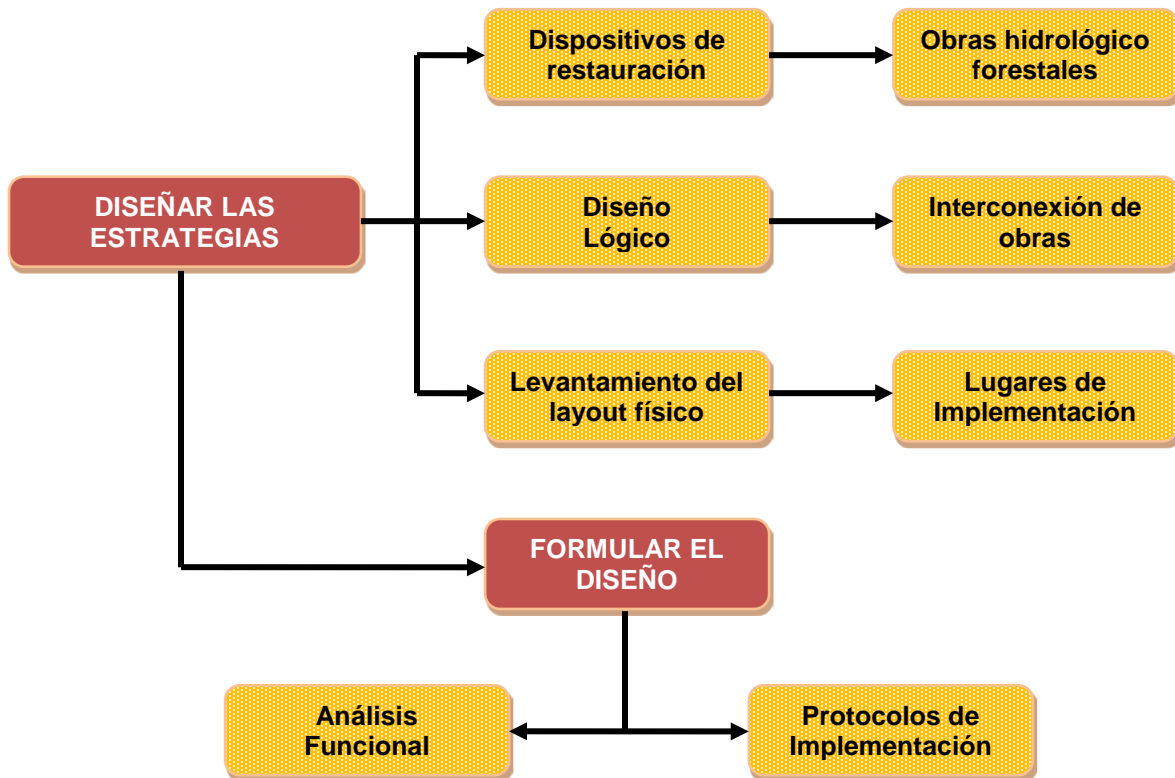 Dispositivos de
restauración
Obras hidrológico
forestales
DISEÑAR LAS
ESTRATEGIAS
Diseño
Lógico
Interconexión de
obras
Levantamiento del
layout físico
Lugares de
Implementación
FORMULAR EL
DISEÑO
Análisis
Funcional
Protocolos de
Implementación